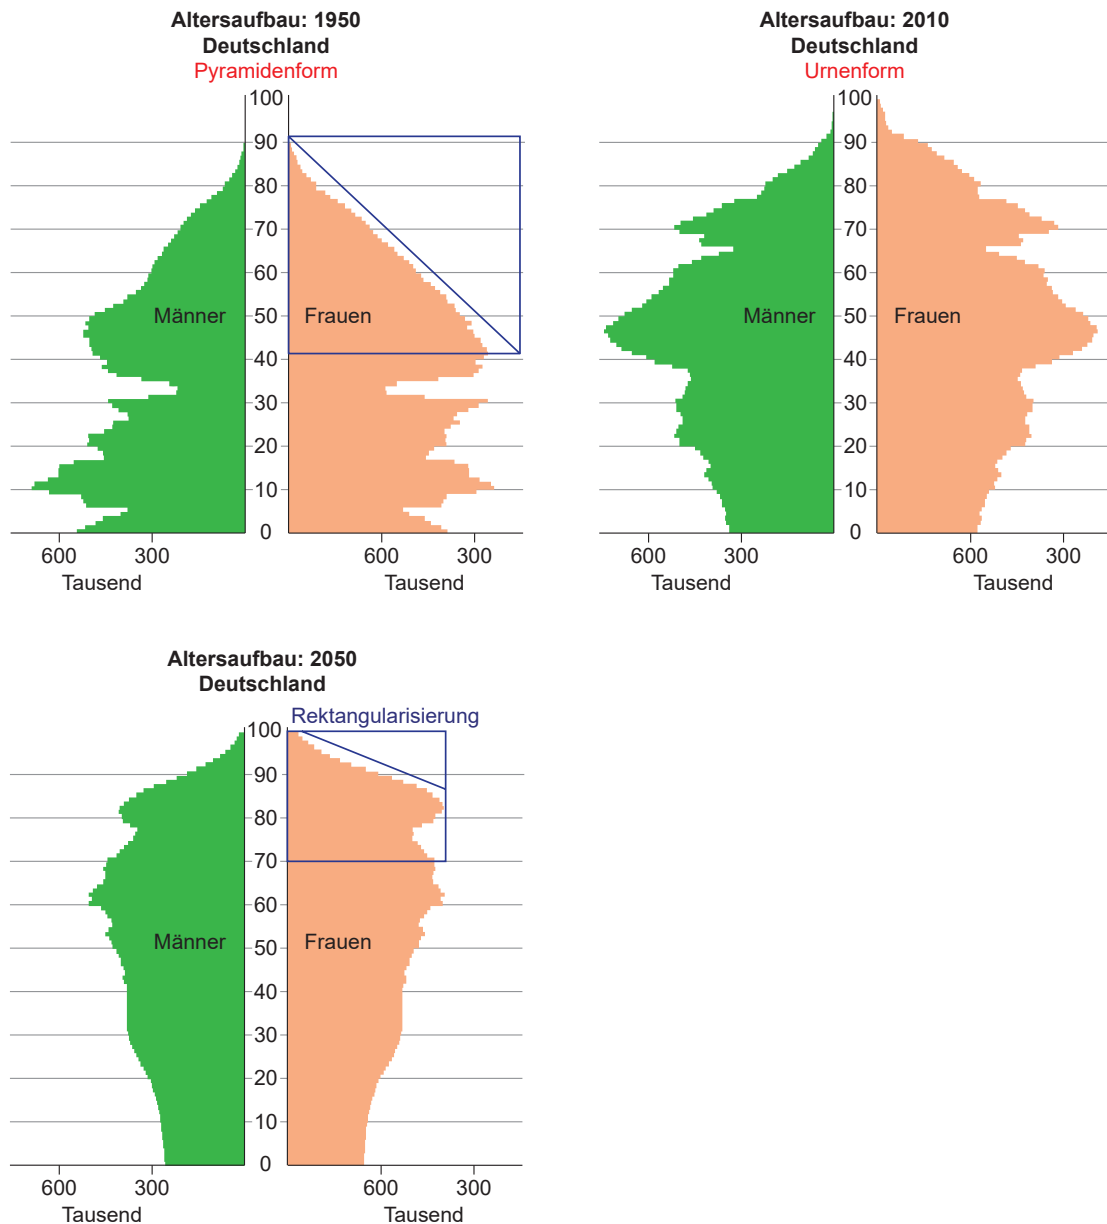 Altersaufbau: 1950
Deutschland
Pyramidenform
100
90
80
70
60
50
40
30
20
10
0
Männer
Frauen
600 300 600 300
Tausend Tausend
Altersaufbau: 2010
Deutschland
Urnenform
100
90
80
70
60
50
40
30
20
10
0
Männer
Frauen
600 300 600 300
Tausend Tausend
Altersaufbau: 2050
Deutschland
Rektangularisierung
100
90
80
70
60
50
40
30
20
10
0
Männer
Frauen
600 300 600 300
Tausend Tausend